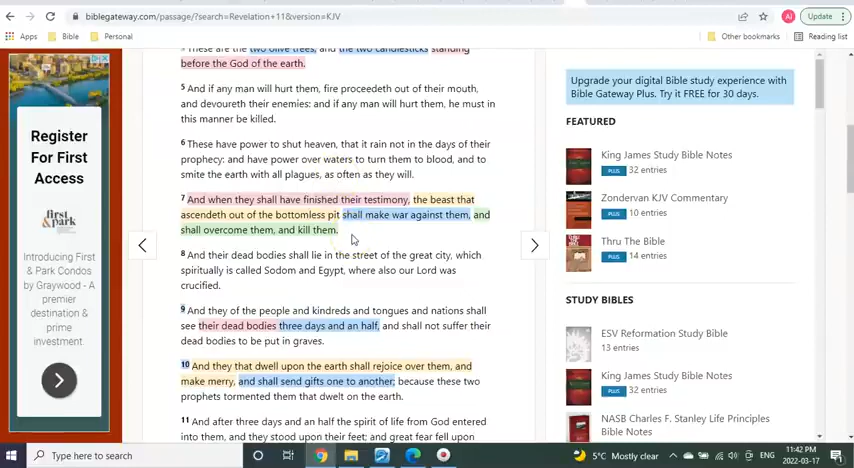 biblegateway.com/passage/?search=Revelation+11&version=KJV
Update
Apps
Bible
Personal
Other bookmarks
Reading list
These are the two olive trees, and the two candlesticks standing
before the God of the earth.
5 And if any man will hurt them, fire proceedeth out of their mouth,
and devoureth their enemies: and if any man will hurt them, he must in
this manner be killed.
6 These have power to shut heaven, that it rain not in the days of their
prophecy: and have power over waters to turn them to blood, and to
smite the earth with all plagues, as often as they will.
7 And when they shall have finished their testimony, the beast that
ascendeth out of the bottomless pit shall make war against them, and
shall overcome them, and kill them.
8 And their dead bodies shall lie in the street of the great city, which
spiritually is called Sodom and Egypt, where also our Lord was
crucified.
9 And they of the people and kindreds and tongues and nations shall
see their dead bodies three days and an half, and shall not suffer their
dead bodies to be put in graves.
10 And they that dwell upon the earth shall rejoice over them, and
make merry, and shall send gifts one to another; because these two
prophets tormented them that dwelt on the earth.
11 And after three days and an half the spirit of life from God entered
into them, and they stood upon their feet; and great fear fell upon
Register
For First
Access
first
&park
Introducing First
& Park Condos
by Graywood - A
premier
destination &
prime
investment.
Upgrade your digital Bible study experience with
Bible Gateway Plus. Try it FREE for 30 days.
FEATURED
King James Study Bible Notes
PLUS 32 entries
Zondervan KJV Commentary
PLUS 10 entries
Thru The Bible
PLUS 14 entries
STUDY BIBLES
ESV Reformation Study Bible
13 entries
King James Study Bible Notes
PLUS 32 entries
NASB Charles F. Stanley Life Principles
Bible Notes
Type here to search
5°C Mostly clear
ENG
11:42 PM
2022-03-17